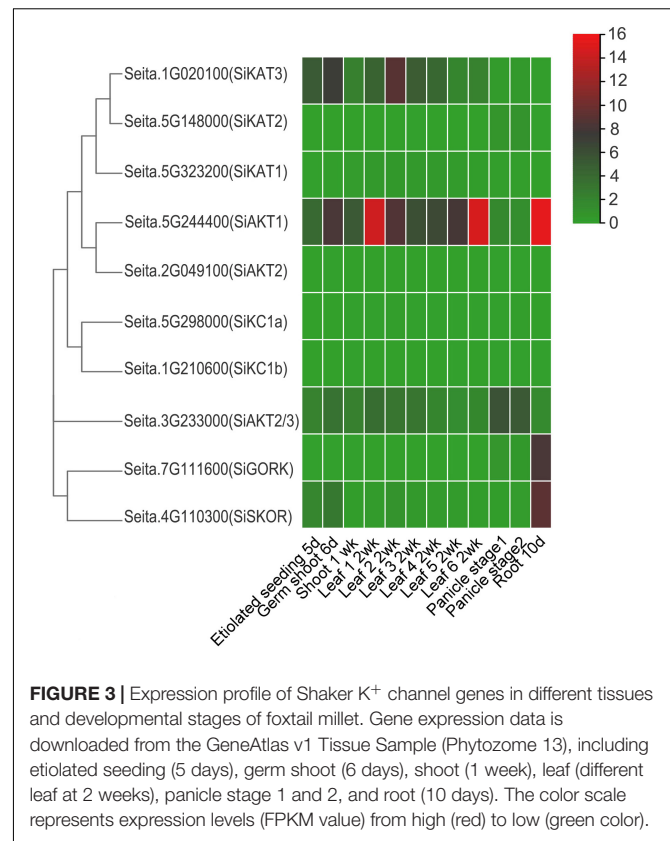 Seita.1G020100(SiKAT3)
Seita.5G148000(SiKAT2)
Seita.5G323200(SiKAT1)
Seita.5G244400(SiAKT1)
Seita.2G049100(SiAKT2)
Seita.5G298000(SiKC1a)
Seita.1G210600(SiKC1b)
Seita.3G233000(SiAKT2/3)
Seita.7G111600(SiGORK)
Seita.4G110300(SiSKOR)
16
14
12
10
8
6
4
2
0
Etiolated seeding 5d
Germ shoot 6d
Shoot 1 wk
Leaf 1 2wk
Leaf 2 2wk
Leaf 3 2wk
Leaf 4 2wk
Leaf 5 2wk
Leaf 6 2wk
Panicle stage1
Panicle stage2
Root 10d
FIGURE 3 | Expression profile of Shaker K⁺ channel genes in different tissues
and developmental stages of foxtail millet. Gene expression data is
downloaded from the GeneAtlas v1 Tissue Sample (Phytozome 13), including
etiolated seeding (5 days), germ shoot (6 days), shoot (1 week), leaf (different
leaf at 2 weeks), panicle stage 1 and 2, and root (10 days). The color scale
represents expression levels (FPKM value) from high (red) to low (green color).